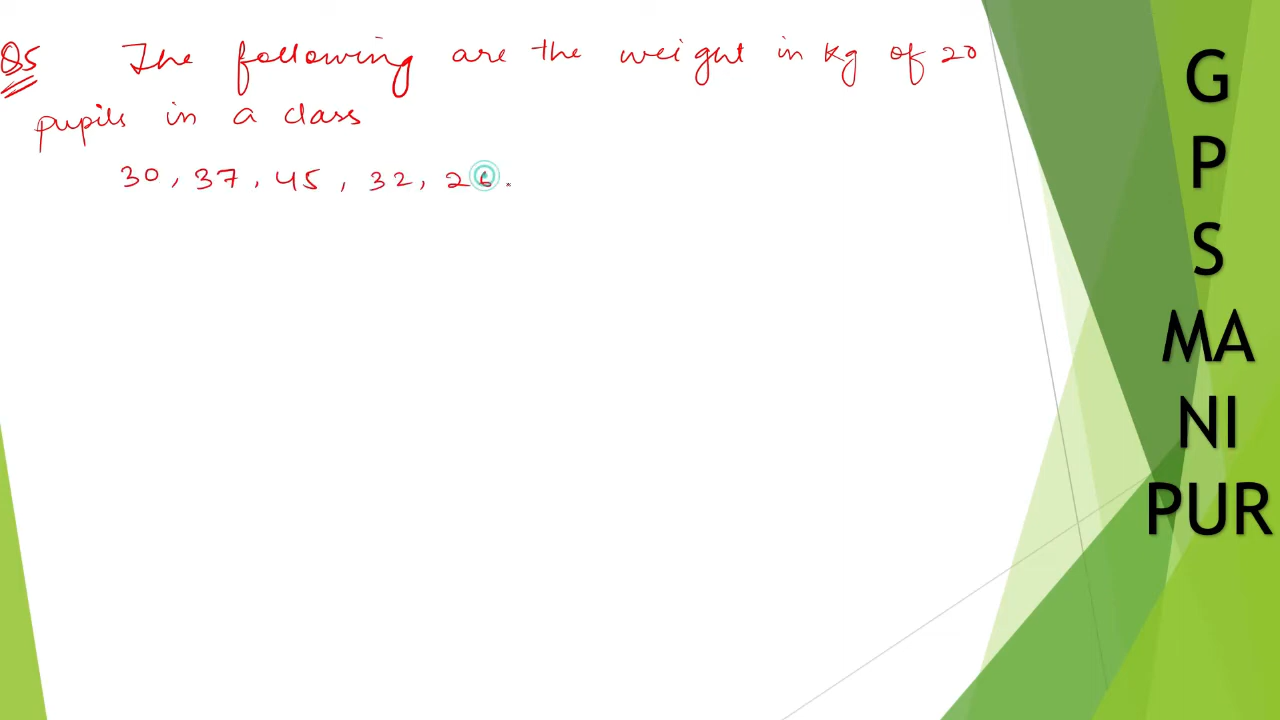 Q5 The following are the weight in kg of 20
pupils in a class
30, 37, 45, 32, 26.
G
P
S
MA
NI
PUR